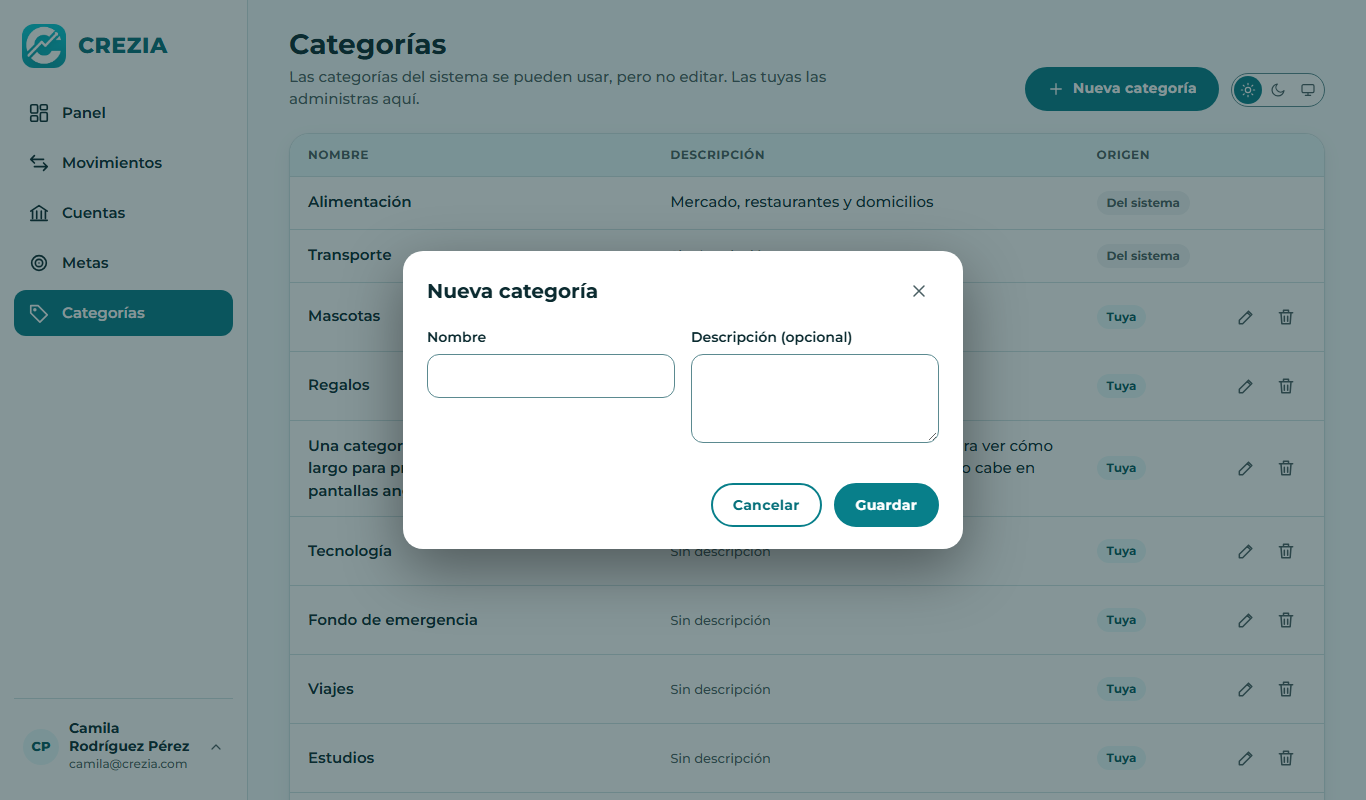 CREZIA
Panel
Movimientos
Cuentas
Metas
Categorías
CP
Camila
Rodríguez Pérez
camila@crezia.com
Categorías
Las categorías del sistema se pueden usar, pero no editar. Las tuyas las
administras aquí.
Nueva categoría
NOMBRE DESCRIPCIÓN ORIGEN
Alimentación Mercado, restaurantes y domicilios Del sistema
Transporte Del sistema
Mascotas Tuya
Regalos Tuya
Una categor ra ver cómo
largo para pr o cabe en Tuya
pantallas an
Tecnología Sin descripción Tuya
Fondo de emergencia Sin descripción Tuya
Viajes Sin descripción Tuya
Estudios Sin descripción Tuya
Nueva categoría
Nombre
Descripción (opcional)
Cancelar
Guardar